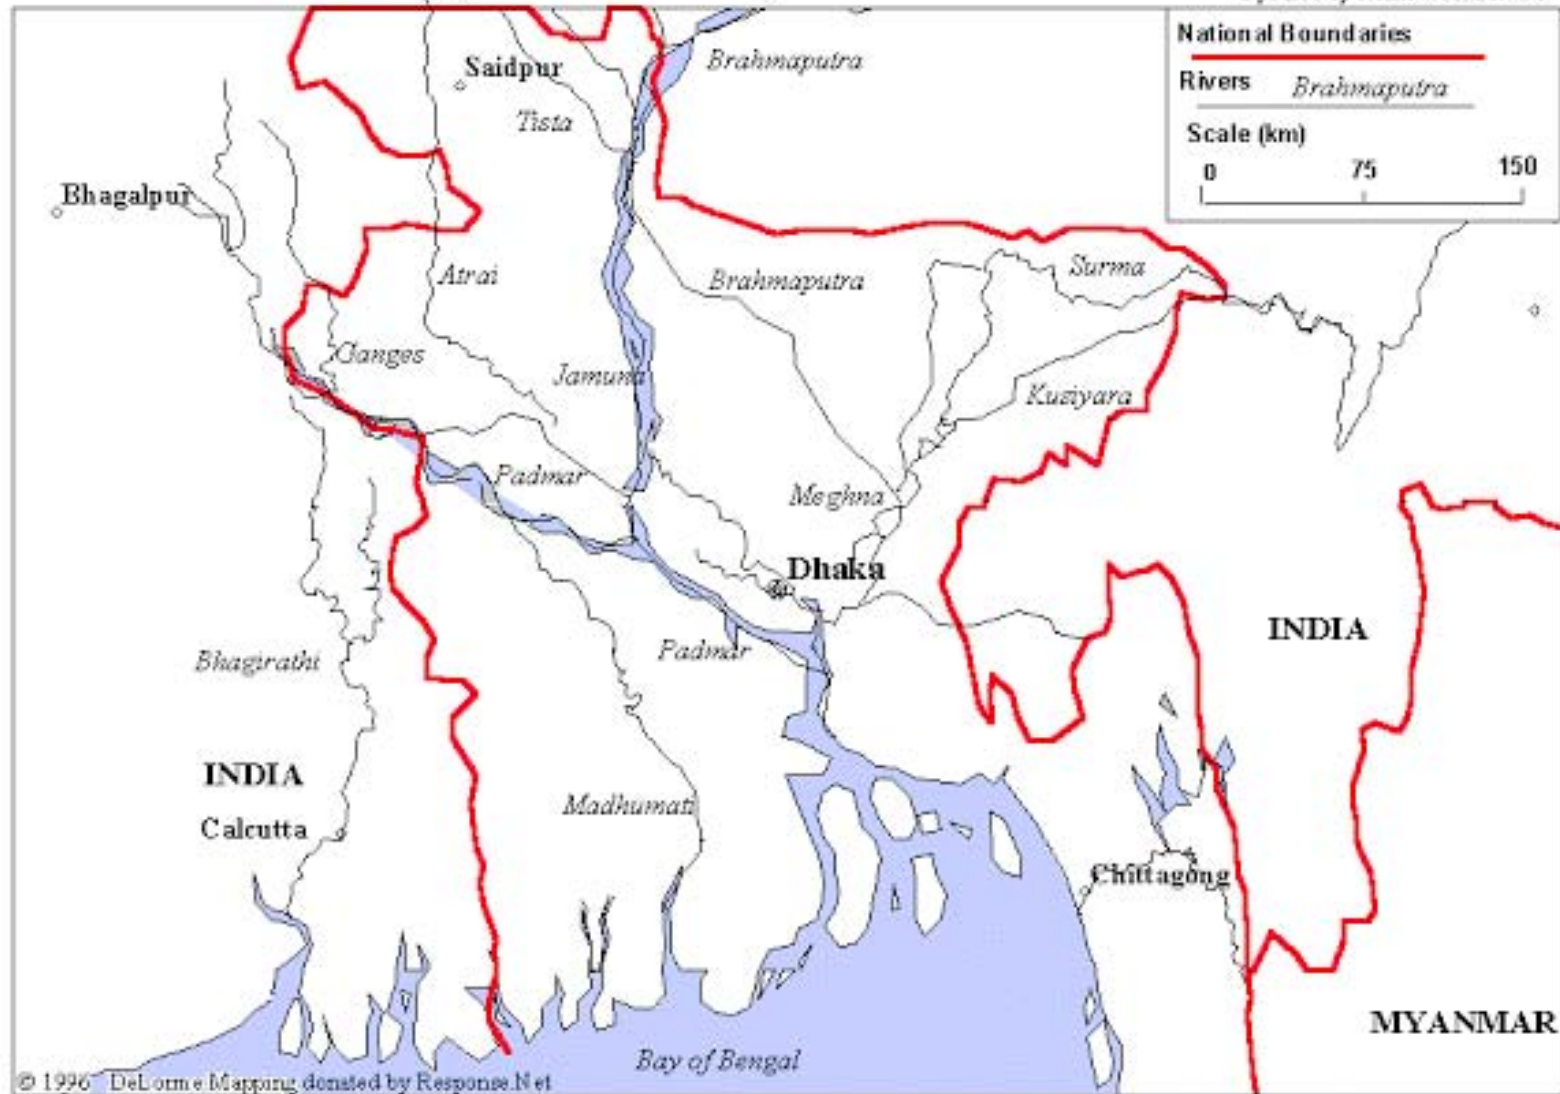 National Boundaries
Rivers Brahmaputra
Scale (km)
0 75 150
Brahmaputra
Saidpur
Tista
Bhagalpur
Atrai
Brahmaputra
Surma
Ganges
Jamuna
Kusiyara
Padmar
Meghna
Dhaka
INDIA
Padmar
Bhagirathi
INDIA
Madhumati
Calcutta
Chittagong
MYANMAR
Bay of Bengal
© 1996 DeLorme Mapping donated by Response.Net